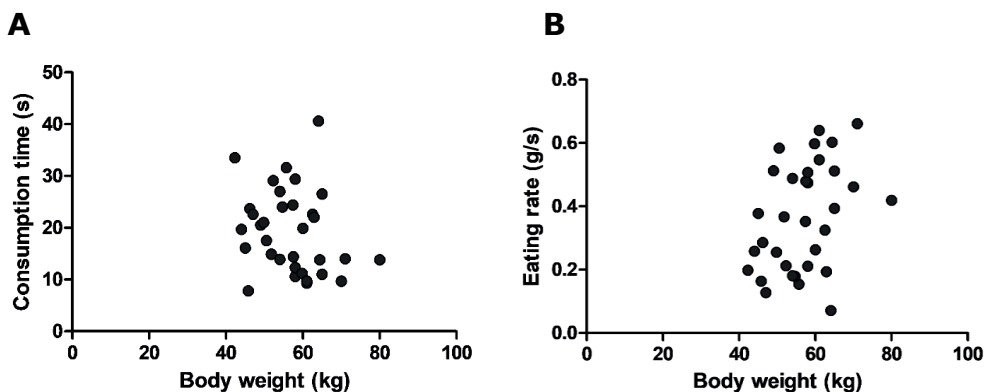 A
50
40
30
20
10
0
Consumption time (s)
0 20 40 60 80 100
Body weight (kg)
B
0.8
0.6
0.4
0.2
0.0
Eating rate (g/s)
0 20 40 60 80 100
Body weight (kg)